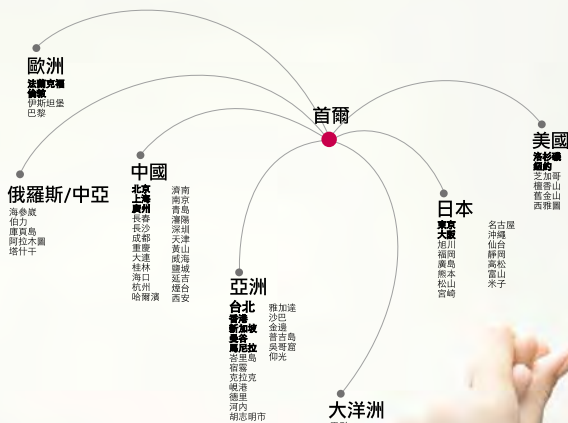 歐洲
法蘭克福
倫敦
伊斯坦堡
巴黎
俄羅斯/中亞
海參崴
伯力
庫頁島
阿拉木圖
塔什干
中國
北京
上海
廣州
長春
長沙
成都
重慶
大連
桂林
海口
杭州
哈爾濱
濟南
南京
青島
瀋陽
深圳
天津
黃山
威海
鹽城
延吉
煙台
西安
首爾
亞洲
台北
香港
新加坡
曼谷
馬尼拉
峇里島
宿霧
克拉克
峴港
德里
河內
胡志明市
雅加達
沙巴
金邊
普吉島
吳哥窟
仰光
大洋洲
日本
東京
大阪
旭川
福岡
廣島
熊本
松山
宮崎
名古屋
沖繩
仙台
靜岡
高松
富山
米子
美國
洛杉磯
紐約
芝加哥
檀香山
舊金山
西雅圖